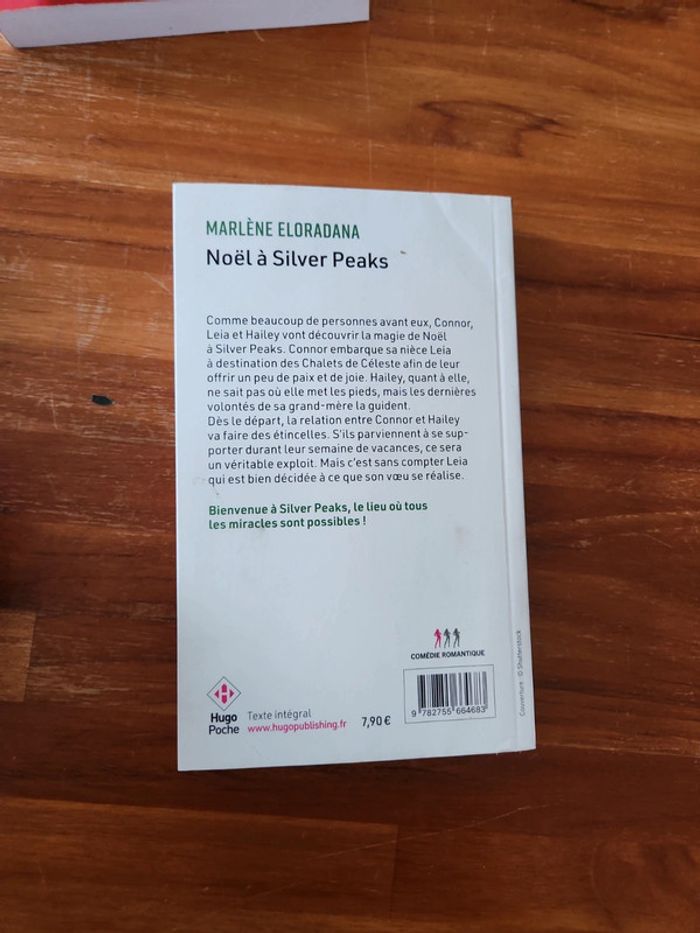 MARLÈNE ELORADANA
Noël à Silver Peaks
Comme beaucoup de personnes avant eux, Connor,
Leia et Hailey vont découvrir la magie de Noël
à Silver Peaks. Connor embarque sa nièce Leia
à destination des Chalets de Céleste afin de leur
offrir un peu de paix et de joie. Hailey, quant à elle,
ne sait pas où elle met les pieds, mais les dernières
volontés de sa grand-mère la guident.
Dès le départ, la relation entre Connor et Hailey
va faire des étincelles. S'ils parviennent à se sup-
porter durant leur semaine de vacances, ce sera
un véritable exploit. Mais c'est sans compter Leia
qui est bien décidée à ce que son vœu se réalise.
Bienvenue à Silver Peaks, le lieu où tous
les miracles sont possibles !
COMÉDIE ROMANTIQUE
Hugo
Poche
Texte intégral
www.hugopublishing.fr
7,90 €
9 782755 664683
Couverture : © Shutterstock